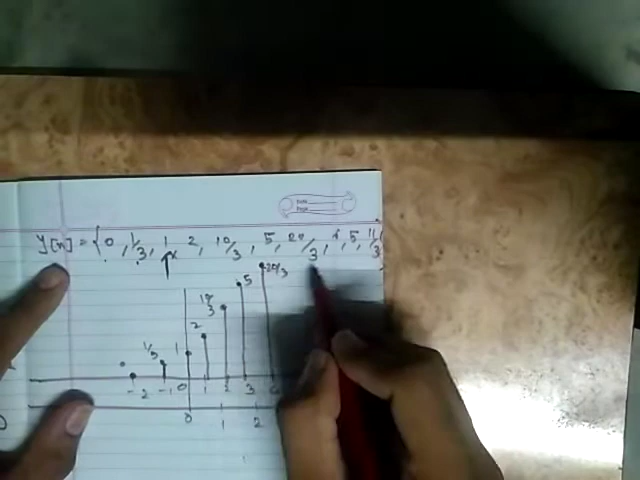 y[n] = { 0, 1/3, 1, 2, 10/3, 5, 20/3, 5, 11/3
20/3
5
10/3
2
1/3 1
-2 -1 0 1 2 3
0 1 2